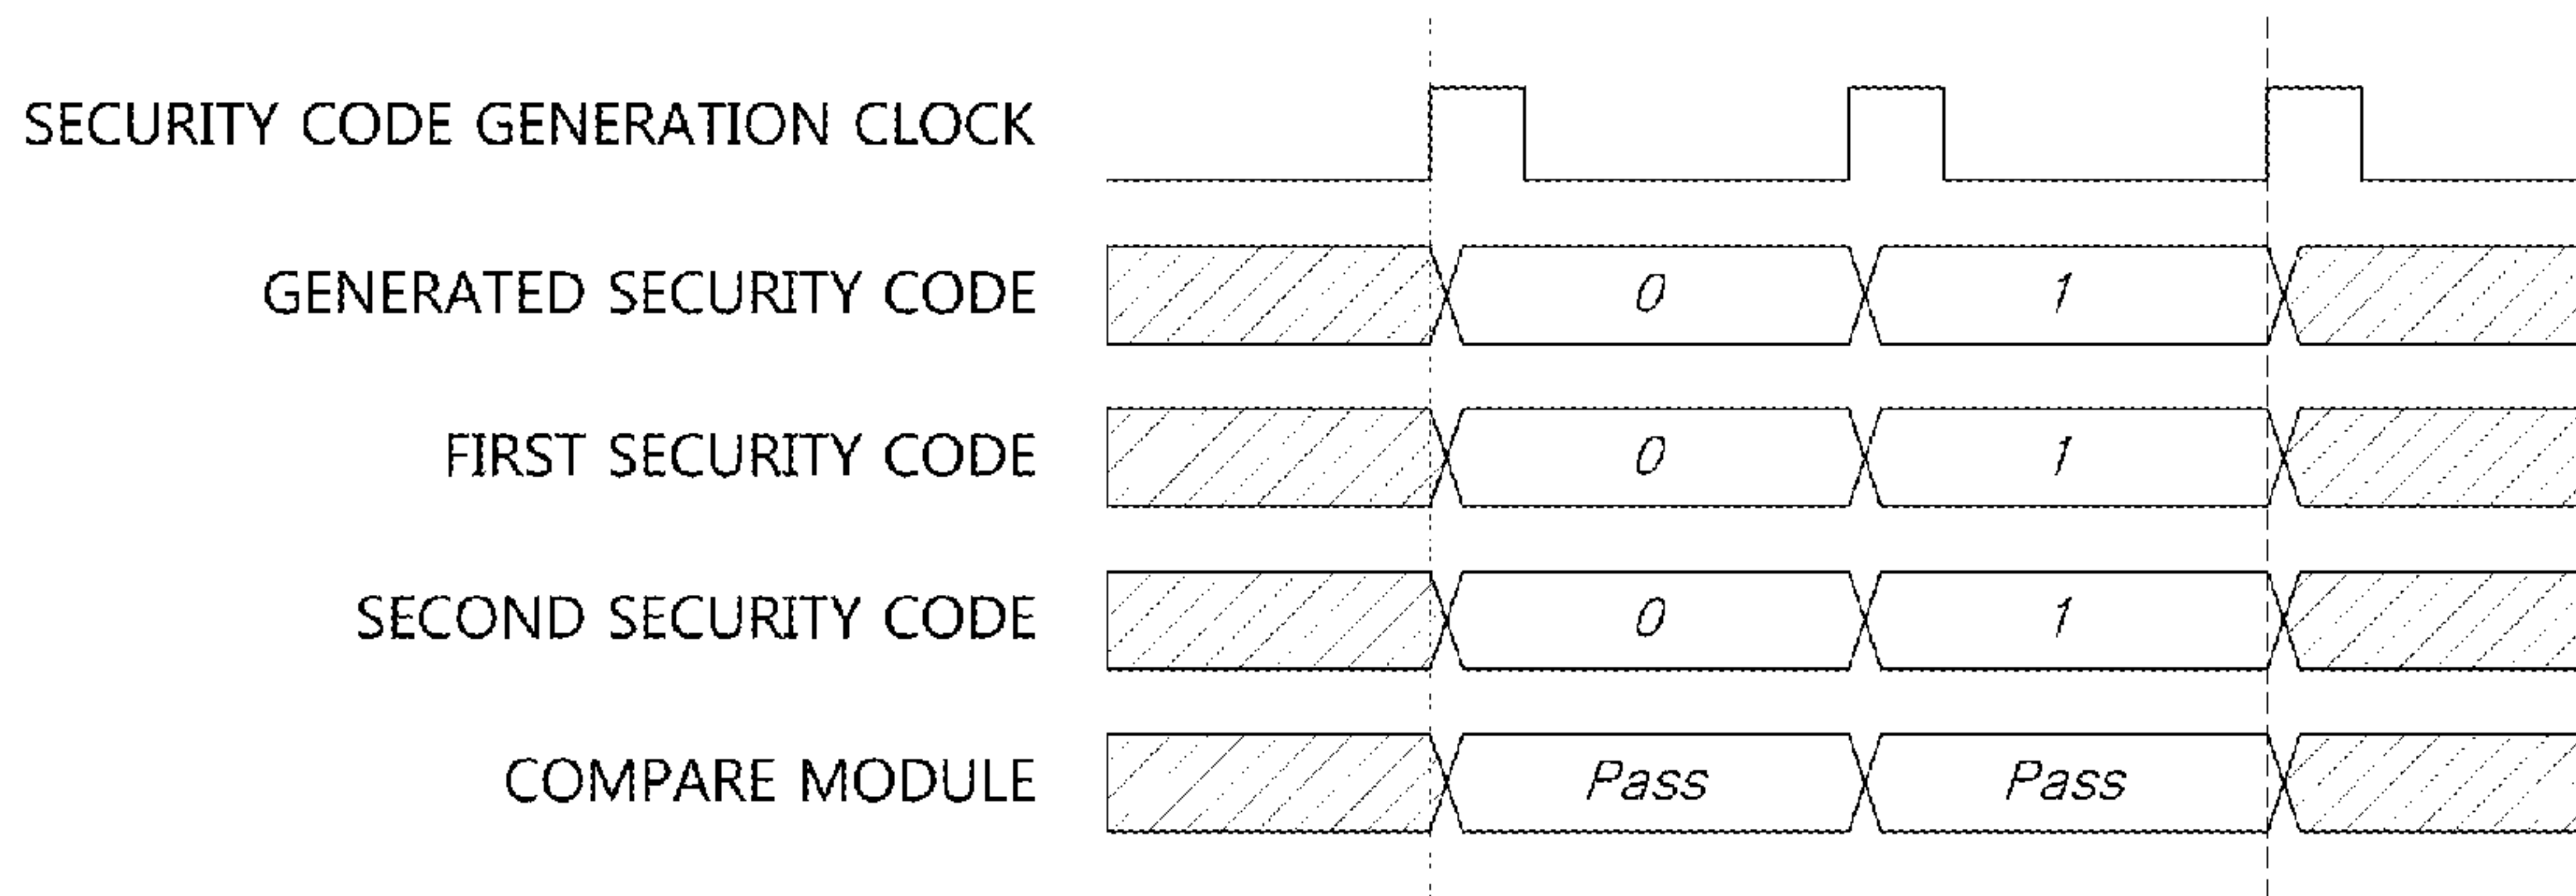 SECURITY CODE GENERATION CLOCK
GENERATED SECURITY CODE 0 1
FIRST SECURITY CODE 0 1
SECOND SECURITY CODE 0 1
COMPARE MODULE Pass Pass